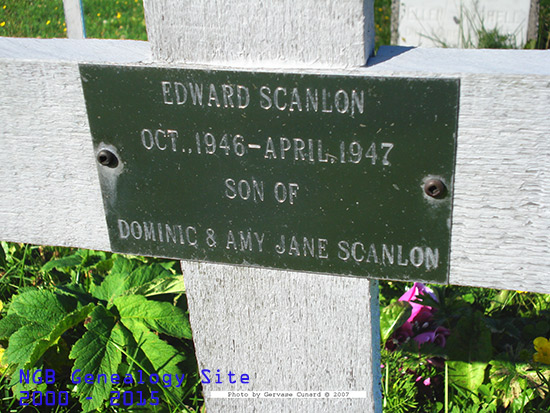 EDWARD SCANLON
OCT., 1946-APRIL, 1947
SON OF
DOMINIC & AMY JANE SCANLON
NGB Genealogy Site
2000 - 2015
Photo by Gervase Cunard © 2007